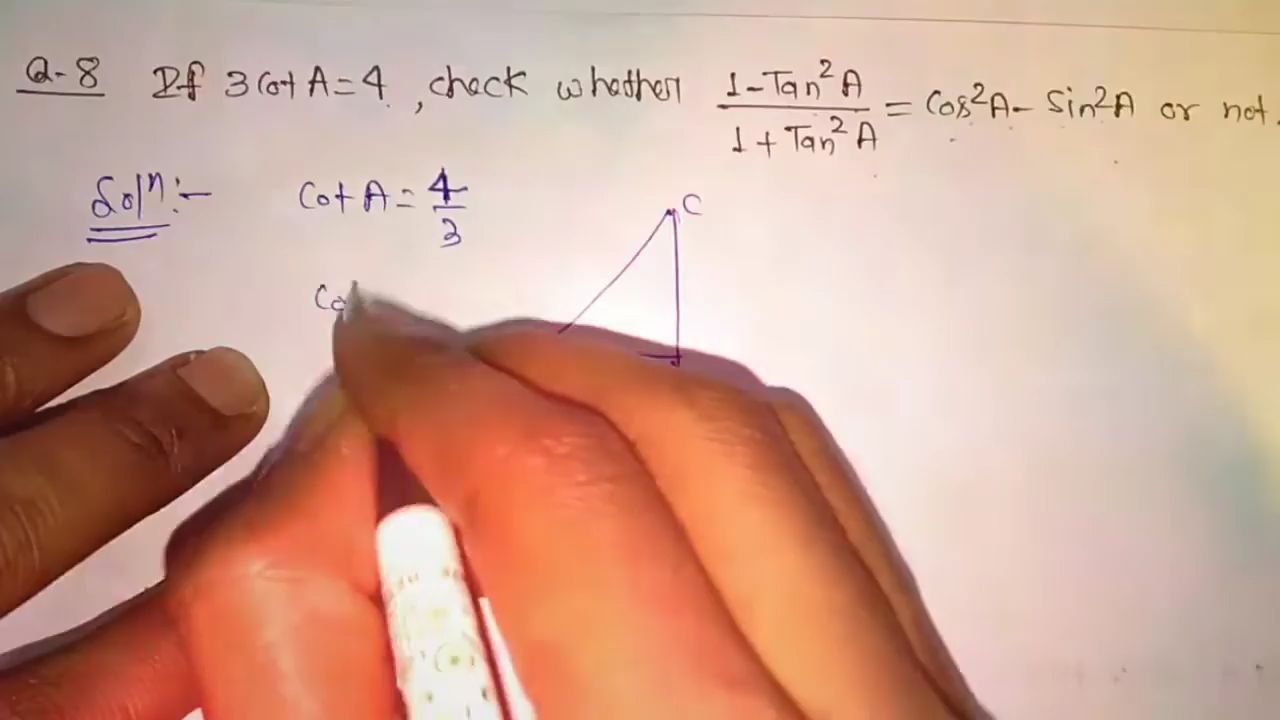 Q-8 If 3 Cot A = 4, check whether (1-Tan²A)/(1+Tan²A) = Cos²A - Sin²A or not.
Solⁿ:- Cot A = 4/3
C
Co